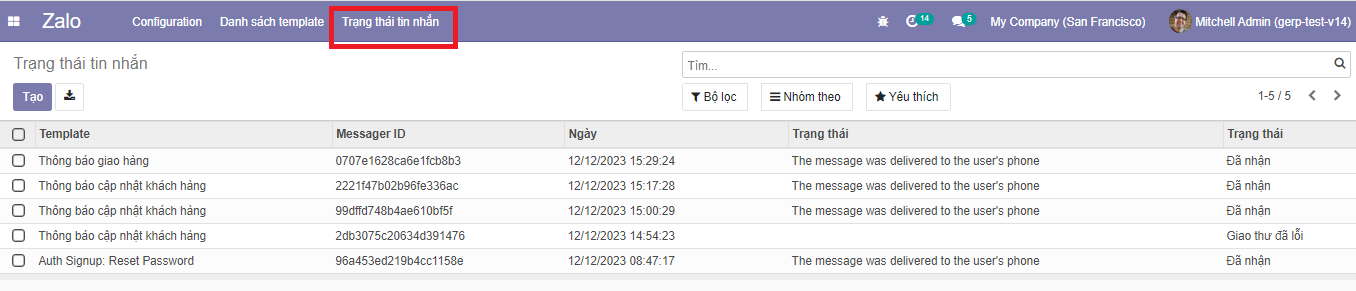 Zalo Configuration Danh sách template Trạng thái tin nhắn 14 5 My Company (San Francisco) Mitchell Admin (gerp-test-v14)
Trạng thái tin nhắn Tìm...
Tạo Bộ lọc Nhóm theo Yêu thích 1-5 / 5
Template Messager ID Ngày Trạng thái Trạng thái
Thông báo giao hàng 0707e1628ca6e1fcb8b3 12/12/2023 15:29:24 The message was delivered to the user's phone Đã nhận
Thông báo cập nhật khách hàng 2221f47b02b96fe336ac 12/12/2023 15:17:28 The message was delivered to the user's phone Đã nhận
Thông báo cập nhật khách hàng 99dffd748b4ae610bf5f 12/12/2023 15:00:29 The message was delivered to the user's phone Đã nhận
Thông báo cập nhật khách hàng 2db3075c20634d391476 12/12/2023 14:54:23 Giao thư đã lỗi
Auth Signup: Reset Password 96a453ed219b4cc1158e 12/12/2023 08:47:17 The message was delivered to the user's phone Đã nhận